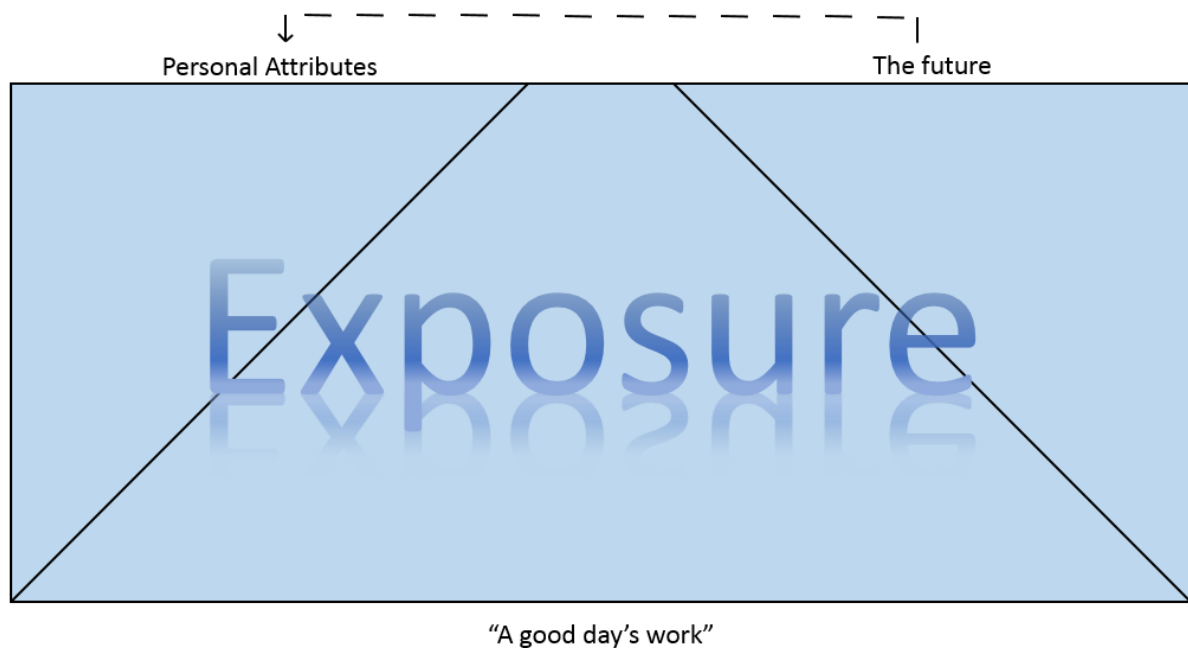 Personal Attributes
The future
Exposure
“A good day’s work”